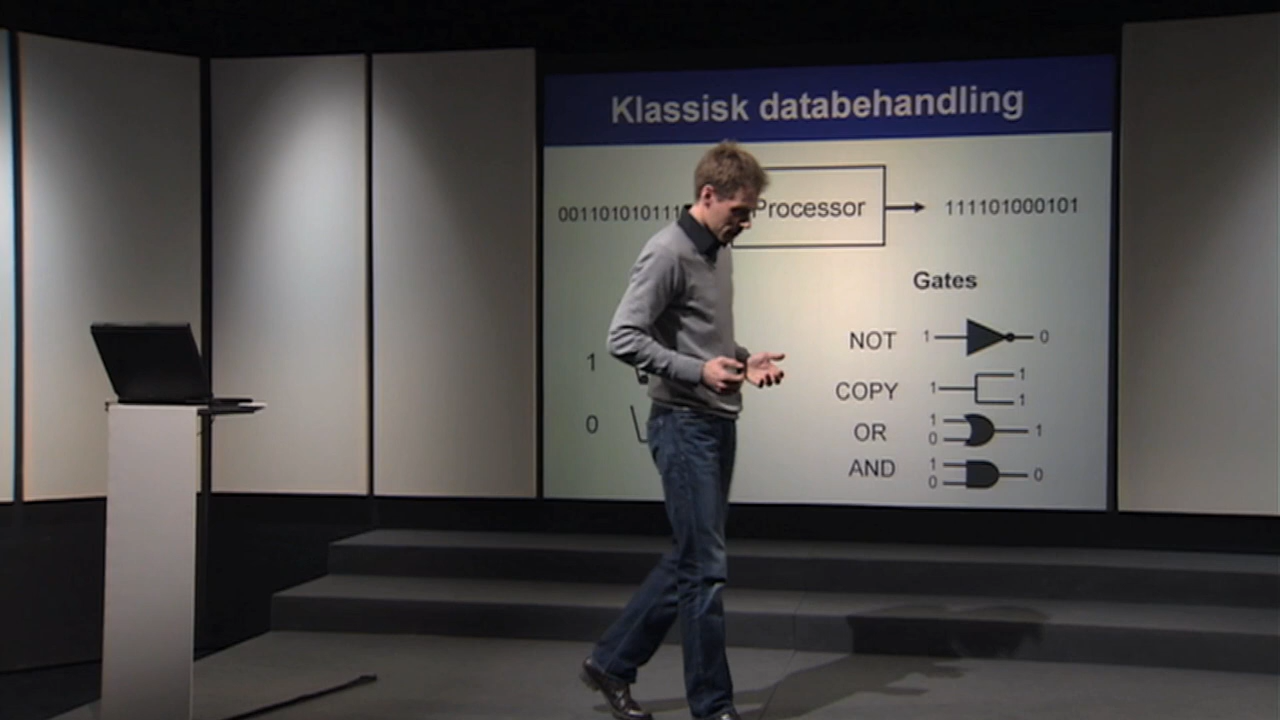 Klassisk databehandling
001101010111 Processor 111101000101
Gates
NOT 1 0
COPY 1 1 1
OR 1 0 1
AND 1 0 0
1
0